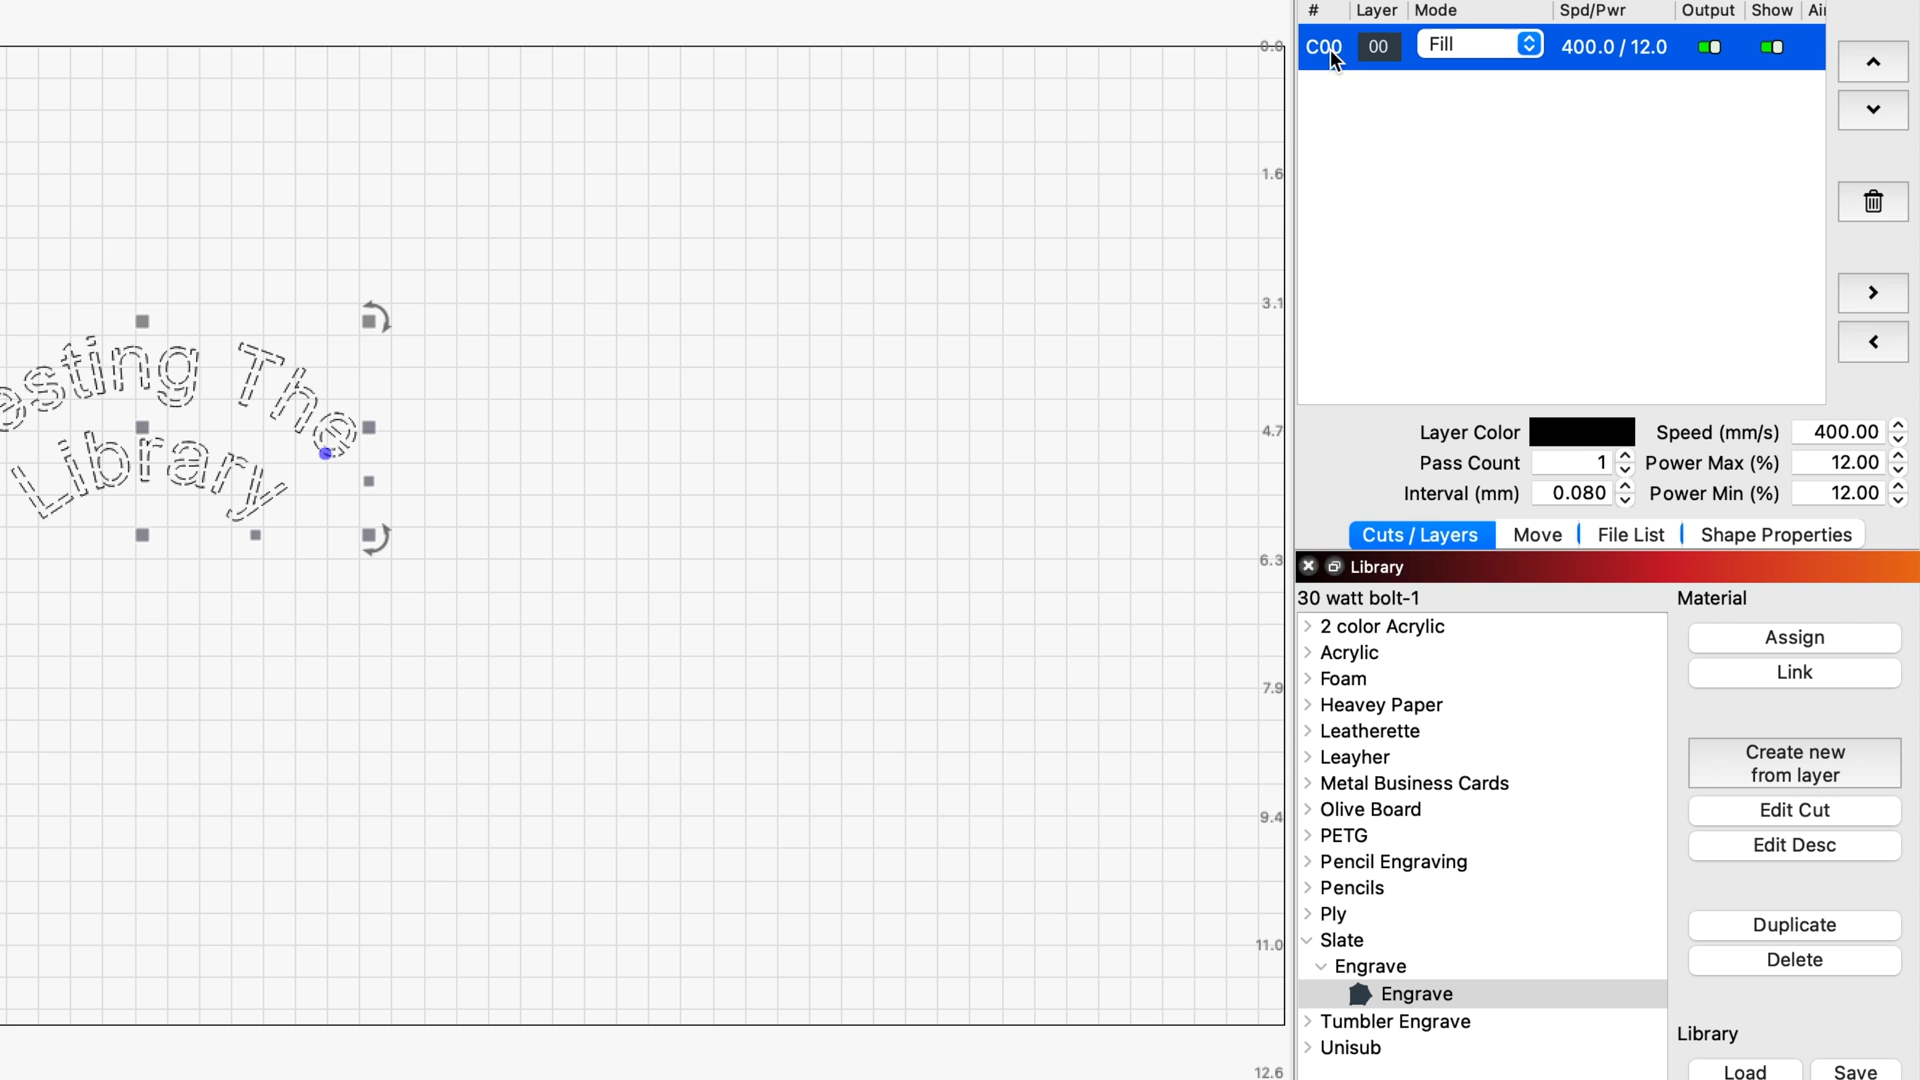 # Layer Mode Spd/Pwr Output Show Air
C00 00 Fill 400.0 / 12.0
0.0
1.6
3.1
4.7
6.3
7.9
9.4
11.0
12.6
esting The
Library
Layer Color Speed (mm/s) 400.00
Pass Count 1 Power Max (%) 12.00
Interval (mm) 0.080 Power Min (%) 12.00
Cuts / Layers Move File List Shape Properties
Library
30 watt bolt-1
2 color Acrylic
Acrylic
Foam
Heavey Paper
Leatherette
Leayher
Metal Business Cards
Olive Board
PETG
Pencil Engraving
Pencils
Ply
Slate
Engrave
Engrave
Tumbler Engrave
Unisub
Material
Assign
Link
Create new
from layer
Edit Cut
Edit Desc
Duplicate
Delete
Library
Load Save